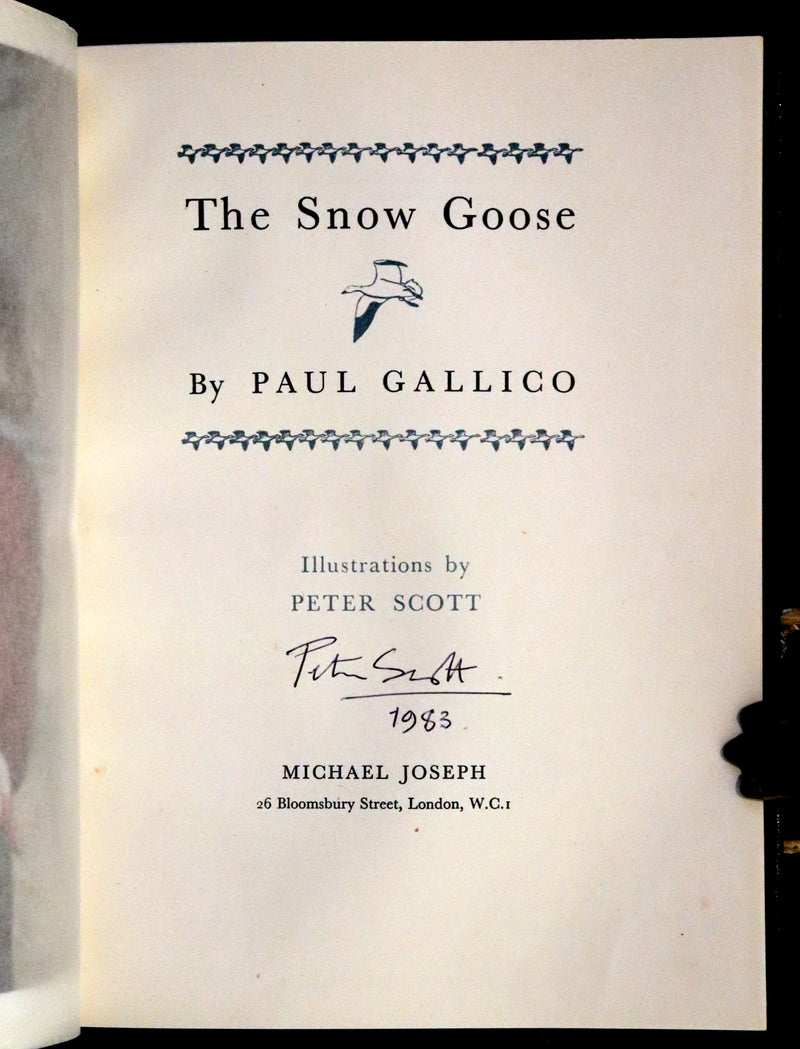 The Snow Goose
By PAUL GALLICO
Illustrations by
PETER SCOTT
Peter Scott.
1983.
MICHAEL JOSEPH
26 Bloomsbury Street, London, W.C.1